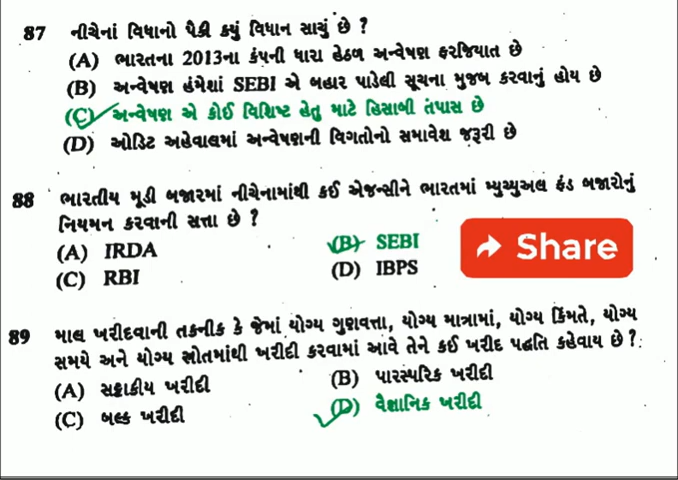 87 નીચેનાં વિધાનો પૈકી કયું વિધાન સાચું છે ?
(A) ભારતના 2013ના કંપની ધારા હેઠળ અન્વેષણ ફરજિયાત છે
(B) અન્વેષણ હંમેશાં SEBI એ બહાર પાડેલી સૂચના મુજબ કરવાનું હોય છે
(C) અન્વેષણ એ કોઈ વિશિષ્ટ હેતુ માટે હિસાબી તપાસ છે
(D) ઓડિટ અહેવાલમાં અન્વેષણની વિગતોનો સમાવેશ જરૂરી છે
88 ભારતીય મૂડી બજારમાં નીચેનામાંથી કઈ એજન્સીને ભારતમાં મ્યુચ્યુઅલ ફંડ બજારોનું
નિયમન કરવાની સત્તા છે ?
(A) IRDA (B) SEBI
(C) RBI (D) IBPS
Share
89 માલ ખરીદવાની તકનીક કે જેમાં યોગ્ય ગુણવત્તા, યોગ્ય માત્રામાં, યોગ્ય કિંમતે, યોગ્ય
સમયે અને યોગ્ય સ્રોતમાંથી ખરીદી કરવામાં આવે તેને કઈ ખરીદ પદ્ધતિ કહેવાય છે ?
(A) સટ્ટાકીય ખરીદી (B) પારસ્પરિક ખરીદી
(C) બલ્ક ખરીદી (D) વૈજ્ઞાનિક ખરીદી